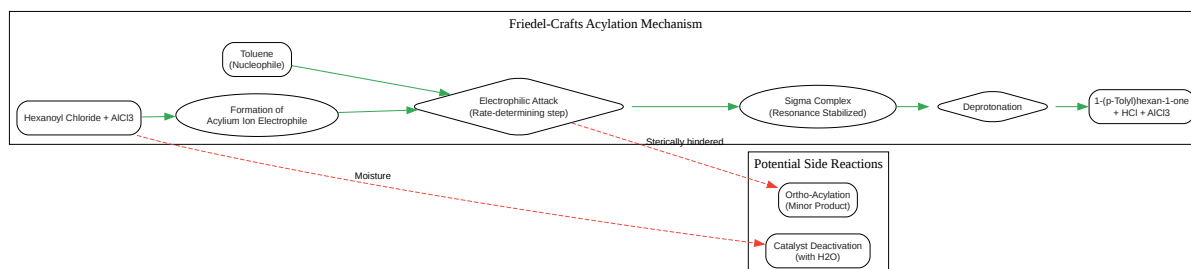 Friedel-Crafts Acylation Mechanism
Toluene
(Nucleophile)
Hexanoyl Chloride + AlCl3
Formation of
Acylium Ion Electrophile
Electrophilic Attack
(Rate-determining step)
Sigma Complex
(Resonance Stabilized)
Deprotonation
1-(p-Tolyl)hexan-1-one
+ HCl + AlCl3
Sterically hindered
Moisture
Potential Side Reactions
Ortho-Acylation
(Minor Product)
Catalyst Deactivation
(with H2O)